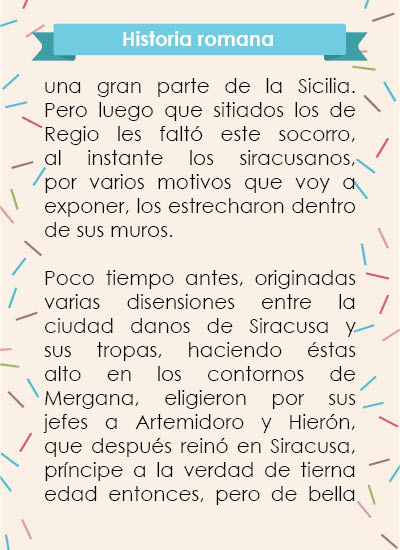 Historia romana
una gran parte de la Sicilia.
Pero luego que sitiados los de
Regio les faltó este socorro,
al instante los siracusanos,
por varios motivos que voy a
exponer, los estrecharon dentro
de sus muros.
Poco tiempo antes, originadas
varias disensiones entre la
ciudad danos de Siracusa y
sus tropas, haciendo éstas
alto en los contornos de
Mergana, eligieron por sus
jefes a Artemidoro y Hierón,
que después reinó en Siracusa,
príncipe a la verdad de tierna
edad entonces, pero de bella